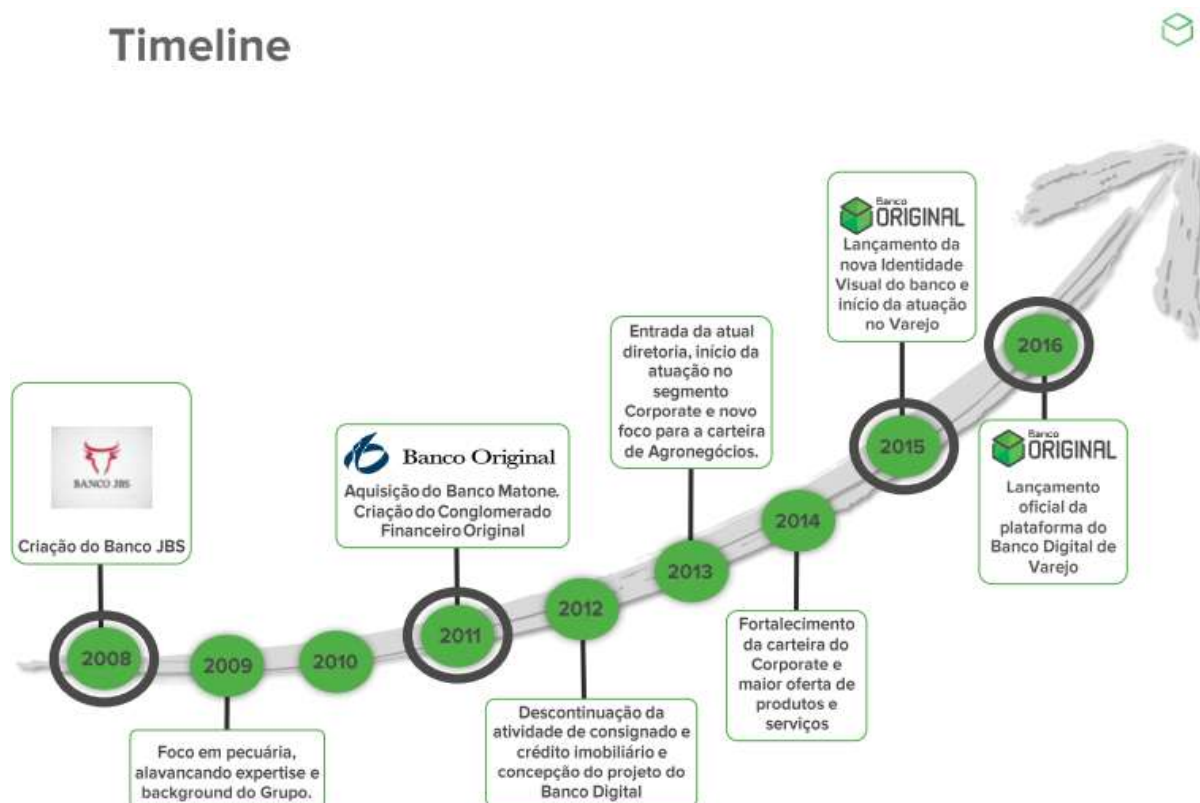 Timeline
BANCO JBS
Criação do Banco JBS
2008
2009
Foco em pecuária,
alavancando expertise e
background do Grupo.
2010
Banco Original
Aquisição do Banco Matone.
Criação do Conglomerado
Financeiro Original
2011
2012
Descontinuação da
atividade de consignado e
crédito imobiliário e
concepção do projeto do
Banco Digital
Entrada da atual
diretoria, início da
atuação no
segmento
Corporate e novo
foco para a carteira
de Agronegócios.
2013
2014
Fortalecimento
da carteira do
Corporate e
maior oferta de
produtos e
serviços
Banco
ORIGINAL
Lançamento da
nova Identidade
Visual do banco e
início da atuação
no Varejo
2015
2016
Banco
ORIGINAL
Lançamento
oficial da
plataforma do
Banco Digital de
Varejo